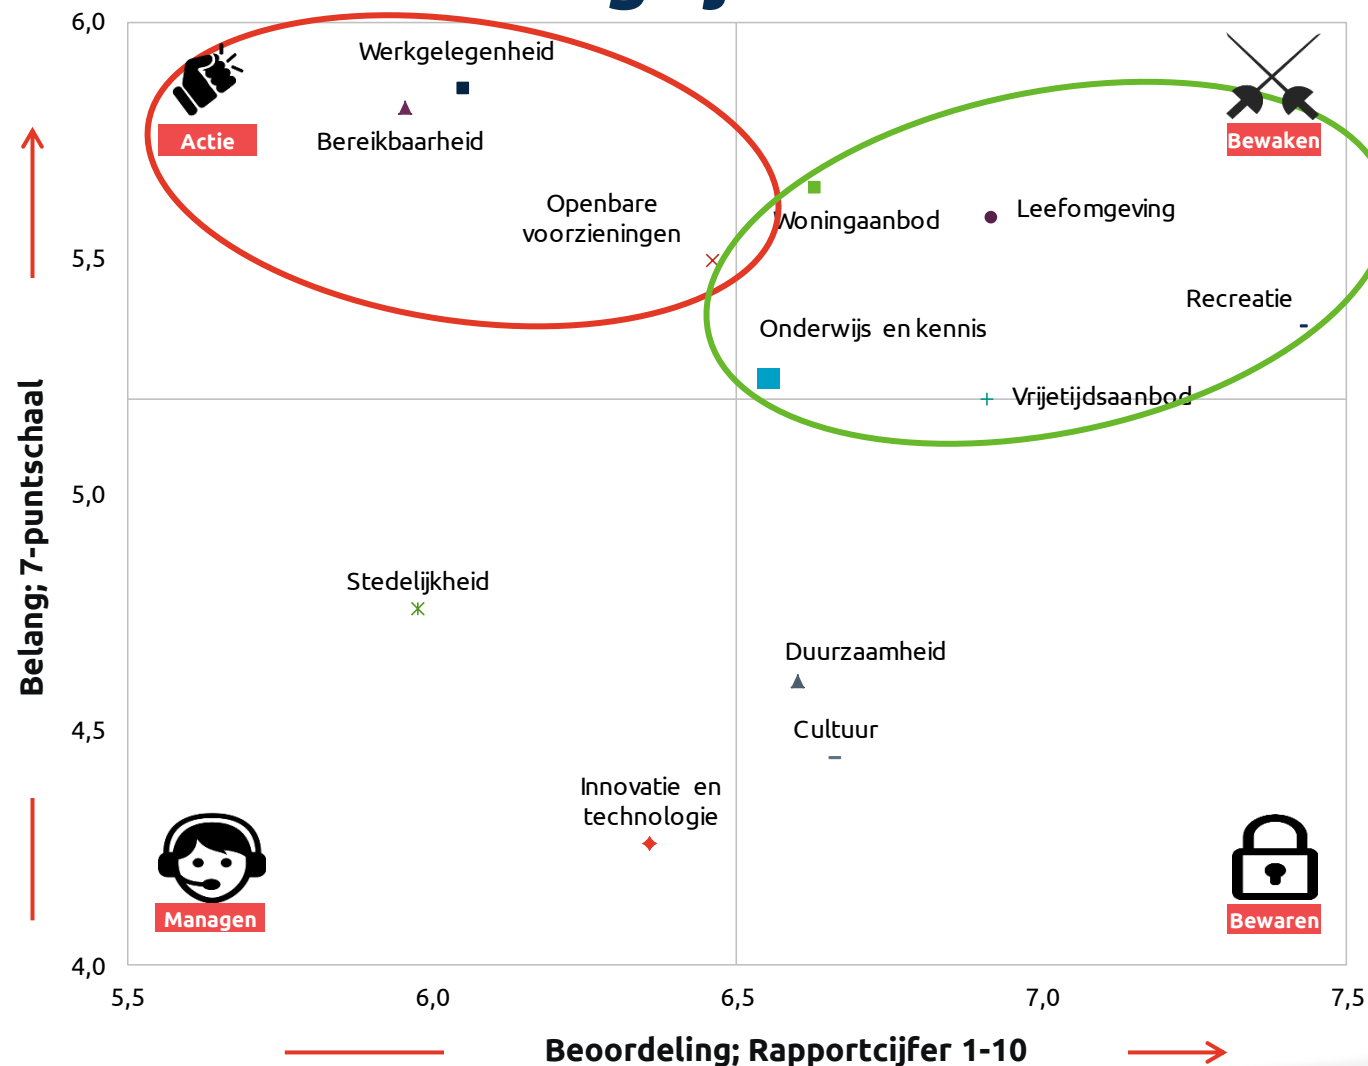 6,0
Werkgelegenheid
Actie
Bereikbaarheid
Bewaken
Openbare
voorzieningen
Woningaanbod
Leefomgeving
5,5
Recreatie
Onderwijs en kennis
Vrijetijdsaanbod
Belang; 7-puntschaal
5,0
Stedelijkheid
Duurzaamheid
4,5
Cultuur
Innovatie en
technologie
Managen
Bewaren
4,0
5,5
6,0
6,5
7,0
7,5
Beoordeling; Rapportcijfer 1-10